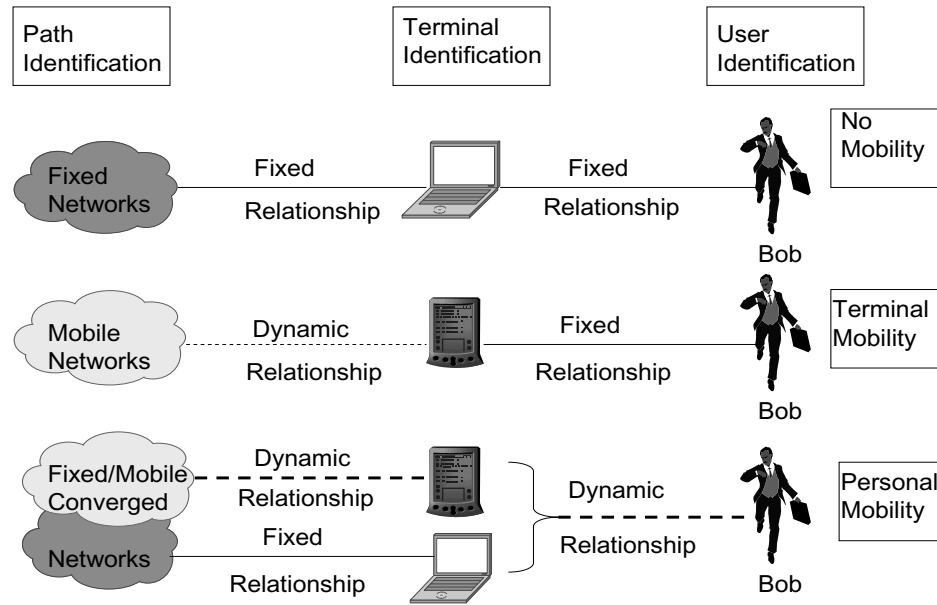 Path
Identification
Terminal
Identification
User
Identification
No
Mobility
Fixed
Networks
Fixed
Relationship
Fixed
Relationship
Bob
Mobile
Networks
Dynamic
Relationship
Fixed
Relationship
Terminal
Mobility
Bob
Fixed/Mobile
Converged
Networks
Dynamic
Relationship
Fixed
Relationship
Dynamic
Relationship
Personal
Mobility
Bob